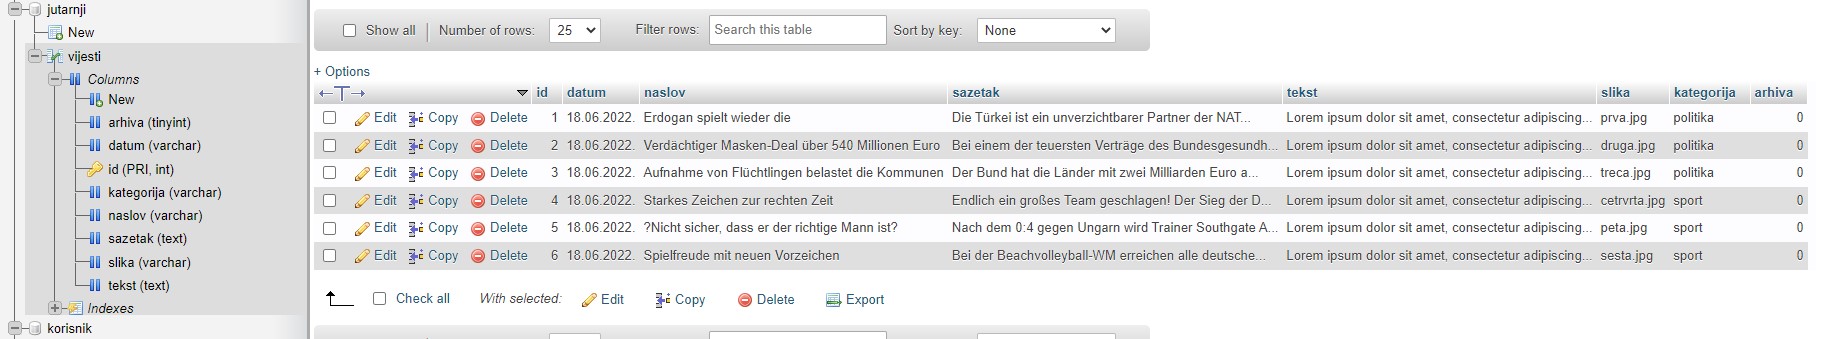 jutarnji
New
vijesti
Columns
New
arhiva (tinyint)
datum (varchar)
id (PRI, int)
kategorija (varchar)
naslov (varchar)
sazetak (text)
slika (varchar)
tekst (text)
Indexes
korisnik
Show all Number of rows: 25 Filter rows: Search this table Sort by key: None
+ Options
←T→ id datum naslov sazetak tekst slika kategorija arhiva
Edit Copy Delete 1 18.06.2022. Erdogan spielt wieder die Die Türkei ist ein unverzichtbarer Partner der NAT... Lorem ipsum dolor sit amet, consectetur adipiscing... prva.jpg politika 0
Edit Copy Delete 2 18.06.2022. Verdächtiger Masken-Deal über 540 Millionen Euro Bei einem der teuersten Verträge des Bundesgesundh... Lorem ipsum dolor sit amet, consectetur adipiscing... druga.jpg politika 0
Edit Copy Delete 3 18.06.2022. Aufnahme von Flüchtlingen belastet die Kommunen Der Bund hat die Länder mit zwei Milliarden Euro a... Lorem ipsum dolor sit amet, consectetur adipiscing... treca.jpg politika 0
Edit Copy Delete 4 18.06.2022. Starkes Zeichen zur rechten Zeit Endlich ein großes Team geschlagen! Der Sieg der D... Lorem ipsum dolor sit amet, consectetur adipiscing... cetrvrta.jpg sport 0
Edit Copy Delete 5 18.06.2022. ?Nicht sicher, dass er der richtige Mann ist? Nach dem 0:4 gegen Ungarn wird Trainer Southgate A... Lorem ipsum dolor sit amet, consectetur adipiscing... peta.jpg sport 0
Edit Copy Delete 6 18.06.2022. Spielfreude mit neuen Vorzeichen Bei der Beachvolleyball-WM erreichen alle deutsche... Lorem ipsum dolor sit amet, consectetur adipiscing... sesta.jpg sport 0
Check all With selected: Edit Copy Delete Export